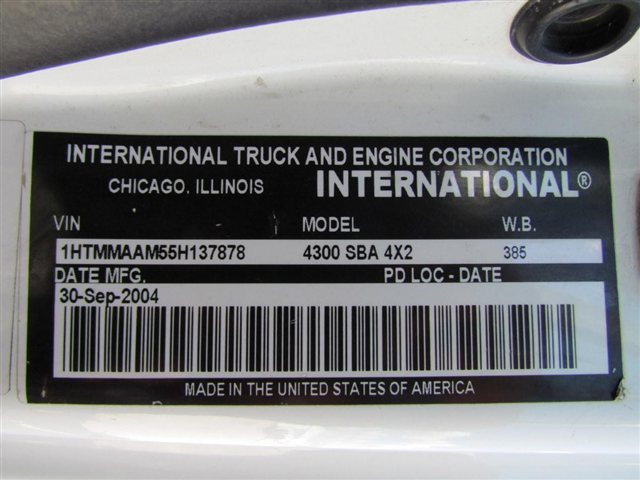 INTERNATIONAL TRUCK AND ENGINE CORPORATION
CHICAGO, ILLINOIS INTERNATIONAL®
VIN MODEL W.B.
1HTMMAAM55H137878 4300 SBA 4X2 385
DATE MFG. PD LOC - DATE
30-Sep-2004
MADE IN THE UNITED STATES OF AMERICA